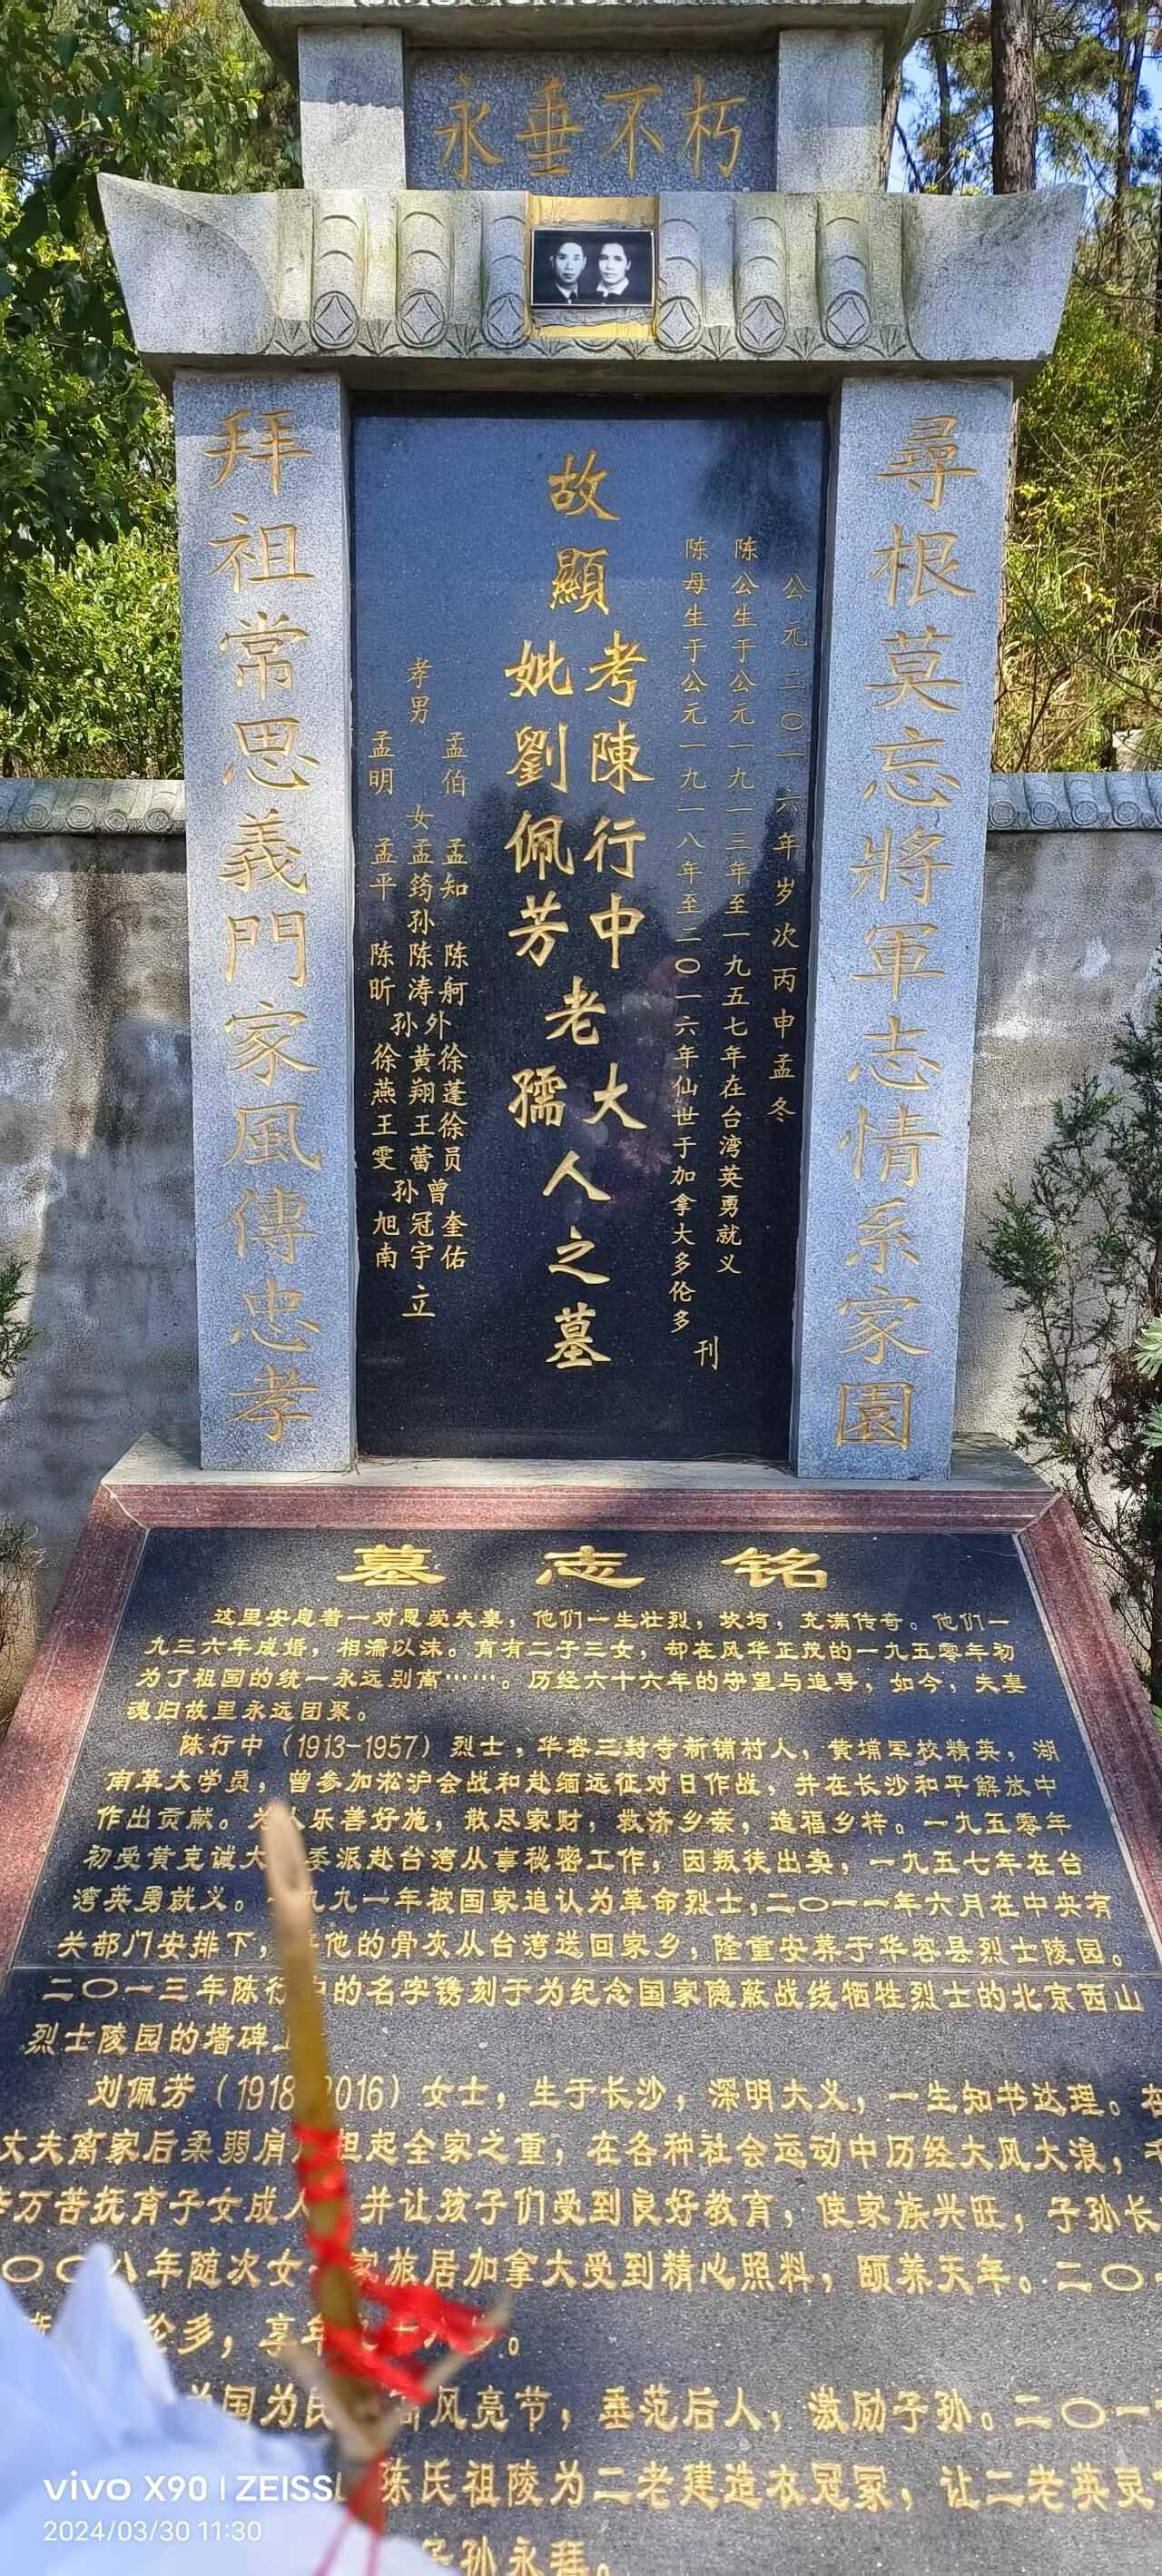 永垂不朽
尋根莫忘將軍志情系家園
拜祖常思義門家風傳忠孝
公元二〇一六年岁次丙申孟冬
陈公生于公元一九一三年至一九五七年在台湾英勇就义
陈母生于公元一九一八年至二〇一六年仙世于加拿大多伦多
刊
故
顯
考陳行中
妣劉佩芳
老
大
孺
人之墓
孝男
孟伯
孟明
女
孟知
孟筠
孟平
孙
陈舸
陈涛
陈昕
外孙
徐蓬徐员
黄翔王蕾
徐燕王雯
曾孙
奎佑
冠宇
旭南
立
墓志铭
这里安息着一对恩爱夫妻，他们一生壮烈，坎坷，充满传奇。他们一
九三六年成婚，相濡以沫。育有二子三女，却在风华正茂的一九五零年初
为了祖国的统一永远别离……。历经六十六年的守望与追寻，如今，夫妻
魂归故里永远团聚。
陈行中（1913-1957）烈士，华容三封寺新铺村人，黄埔军校精英，湖
南革大学员，曾参加淞沪会战和赴缅远征对日作战，并在长沙和平解放中
作出贡献。为人乐善好施，散尽家财，救济乡亲，造福乡梓。一九五零年
初受黄克诚大 委派赴台湾从事秘密工作，因叛徒出卖，一九五七年在台
湾英勇就义。一九九一年被国家追认为革命烈士,二〇一一年六月在中央有
关部门安排下， 他的骨灰从台湾送回家乡，隆重安葬于华容县烈士陵园。
二〇一三年陈行中的名字镌刻于为纪念国家隐蔽战线牺牲烈士的北京西山
烈士陵园的墙碑上
刘佩芳（1918 2016）女士，生于长沙，深明大义，一生知书达理。在
丈夫离家后柔弱肩 担起全家之重，在各种社会运动中历经大风大浪，
辛万苦抚育子女成人 并让孩子们受到良好教育，使家族兴旺，子孙长
〇〇八年随次女 家旅居加拿大受到精心照料，颐养天年。二〇
伦多，享年 。
国为民 风亮节，垂范后人，激励子孙。二〇一
陈氏祖陵为二老建造衣冠冢，让二老英灵
子孙永拜。
vivo X90 | ZEISS
2024/03/30 11:30